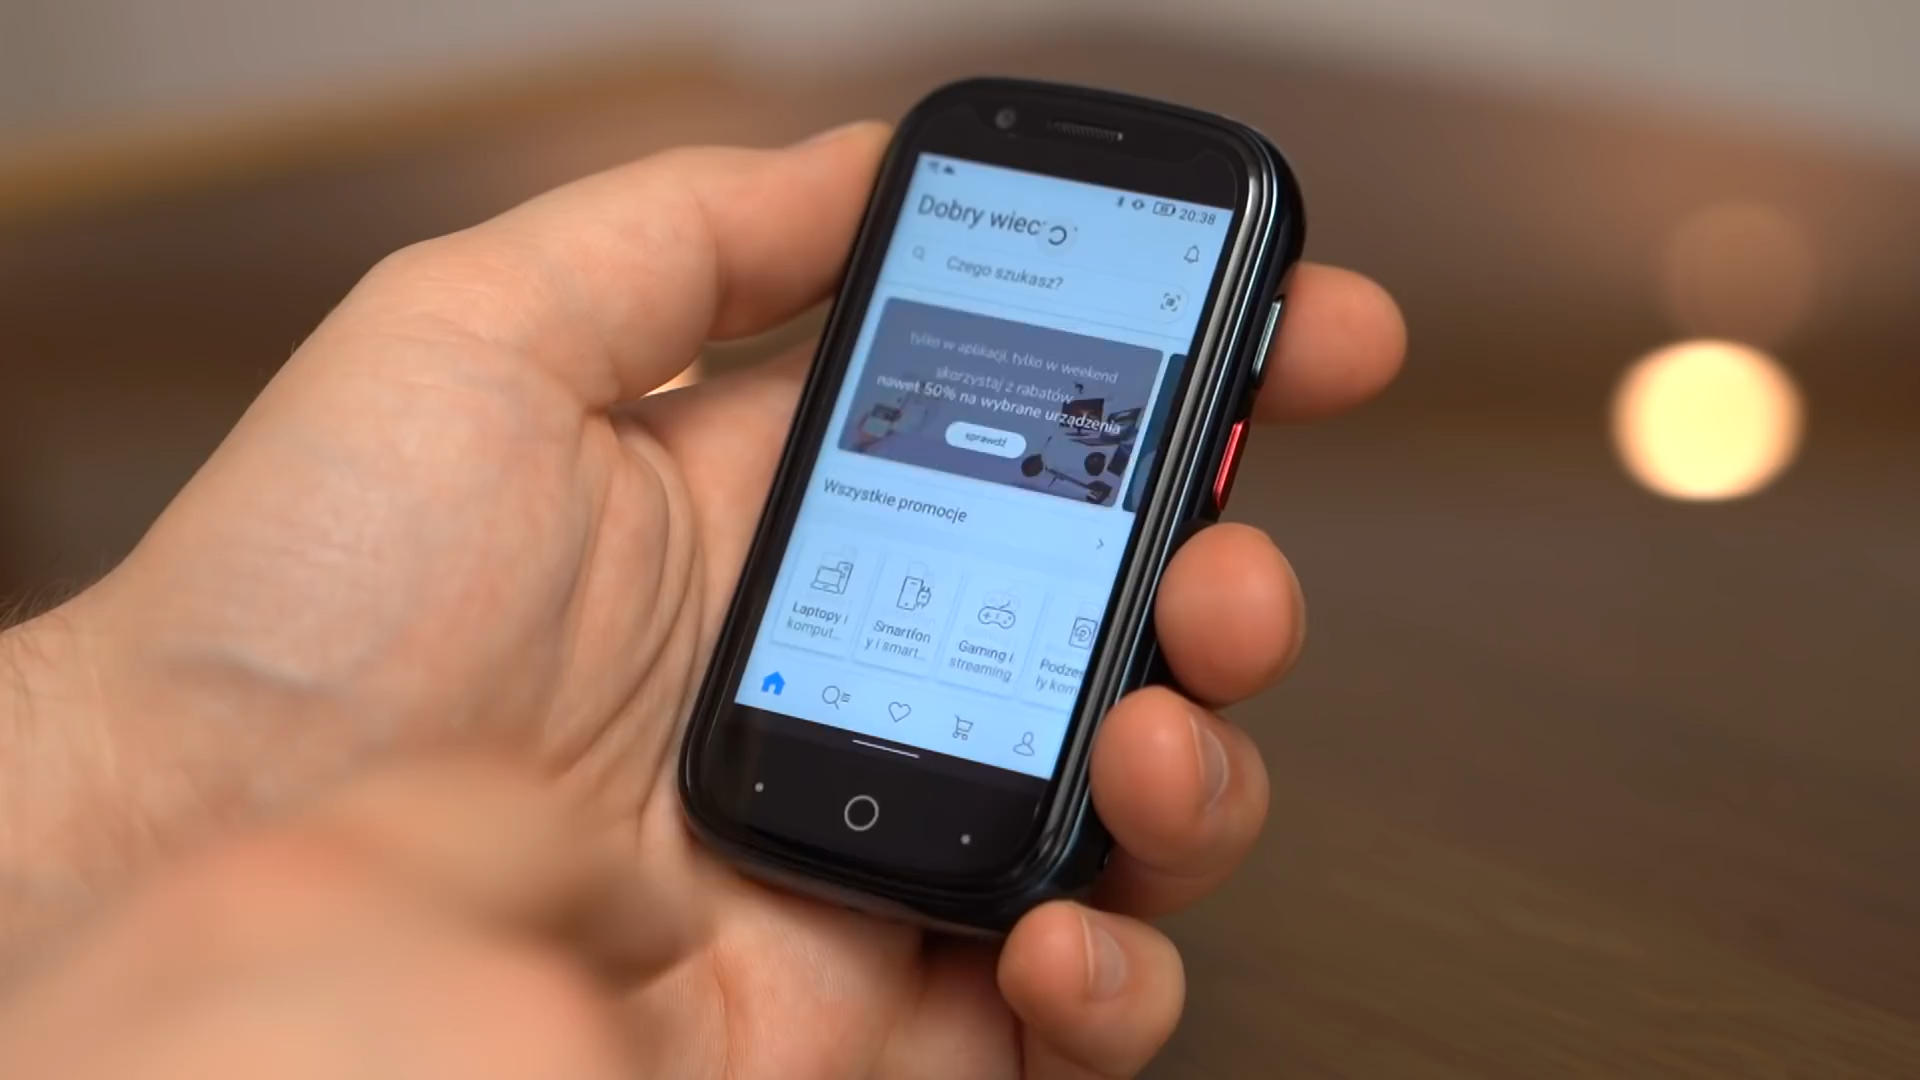 20:38
Dobry wiec
Czego szukasz?
tylko w aplikacji, tylko w weekend
skorzystaj z rabatów
nawet 50% na wybrane urządzenia
sprawdź
Wszystkie promocje
Laptopy i
komput...
Smartfon
y i smart...
Gaming i
streaming
Podze
ły kom